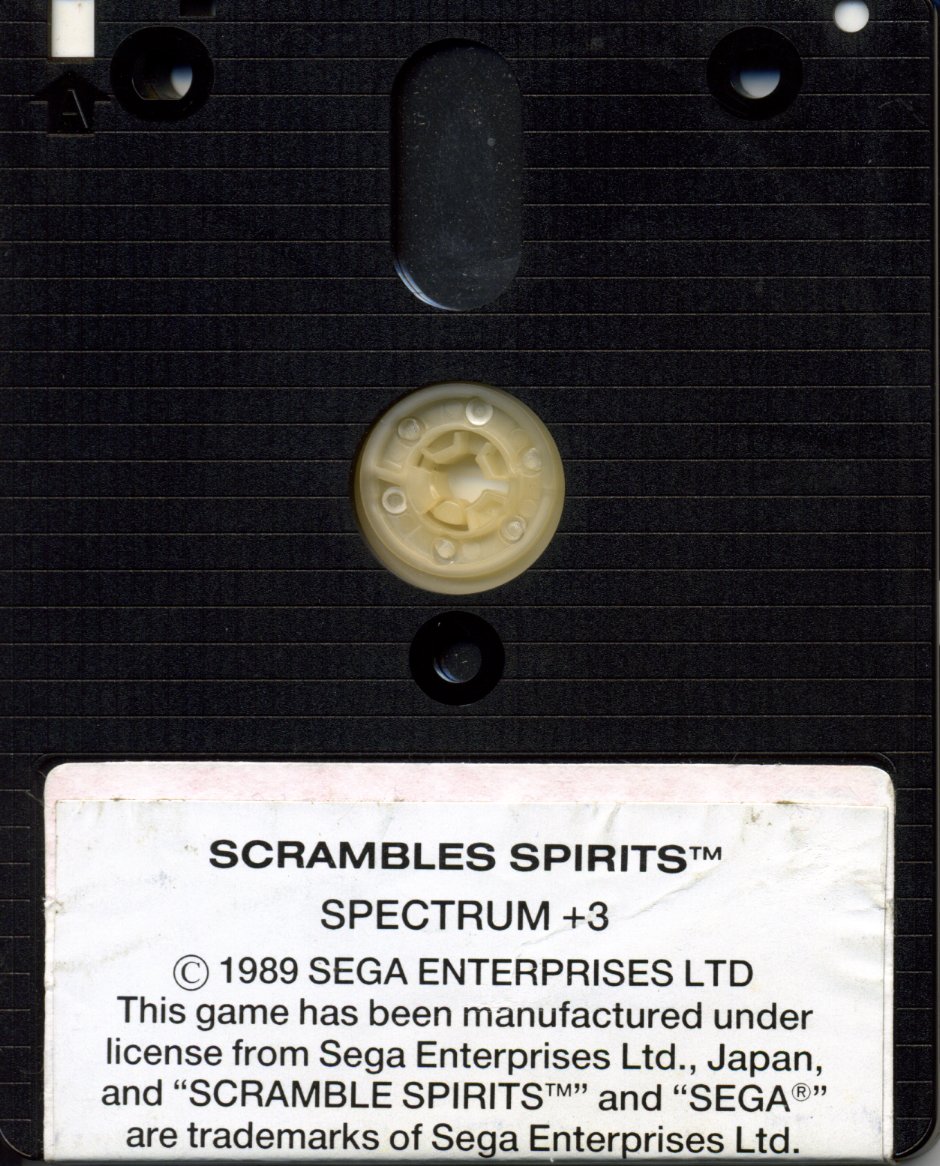 A
SCRAMBLES SPIRITS™
SPECTRUM +3
© 1989 SEGA ENTERPRISES LTD
This game has been manufactured under
license from Sega Enterprises Ltd., Japan,
and “SCRAMBLE SPIRITS™” and “SEGA®”
are trademarks of Sega Enterprises Ltd.